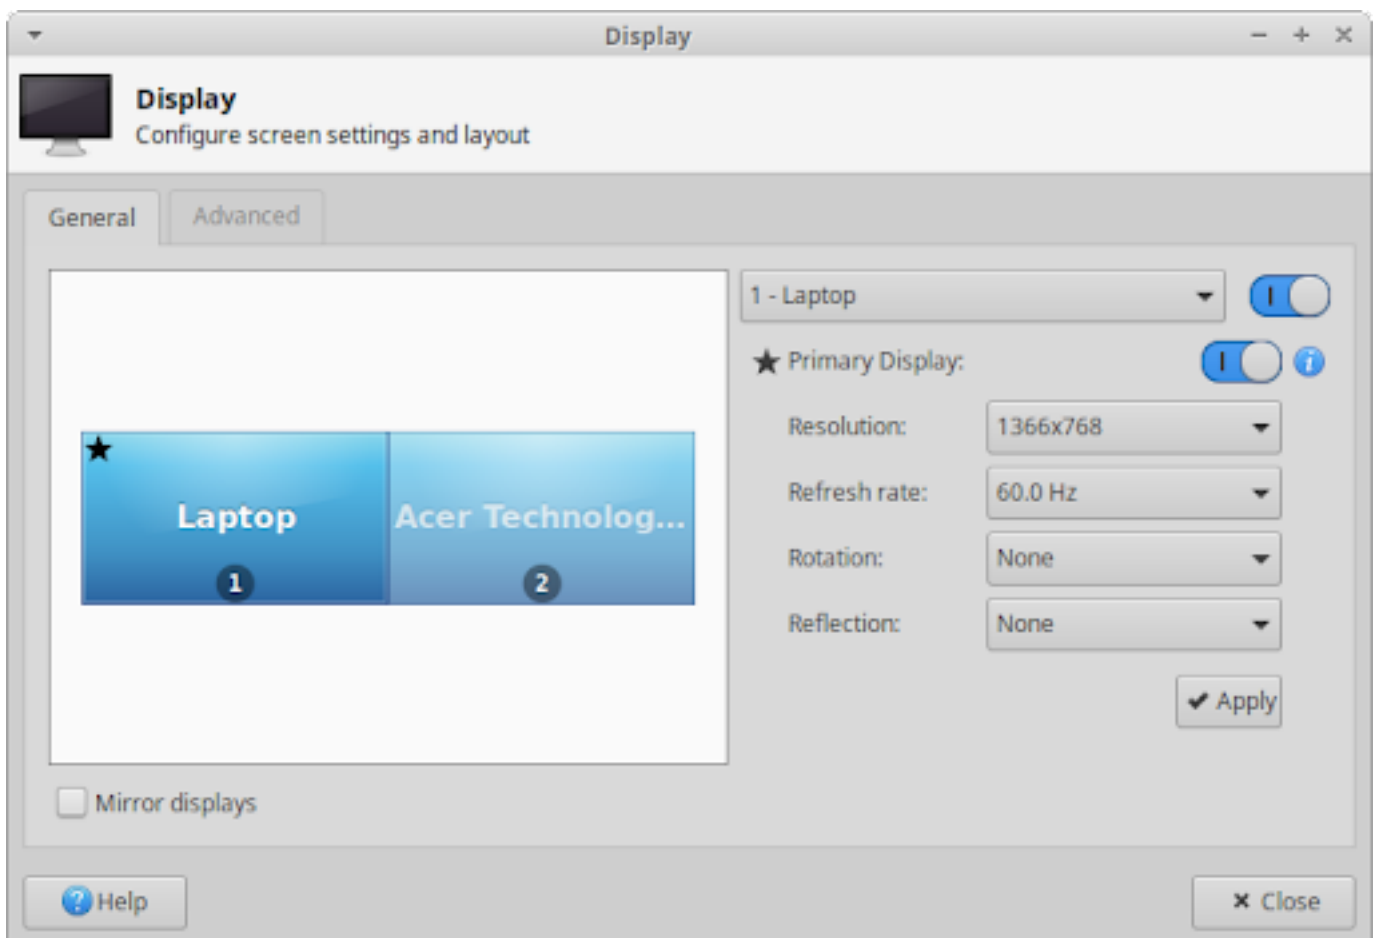 Display
Display
Configure screen settings and layout
General
Advanced
1 - Laptop
Primary Display:
Resolution: 1366x768
Refresh rate: 60.0 Hz
Rotation: None
Reflection: None
Apply
Laptop
1
Acer Technolog...
2
Mirror displays
Help
Close